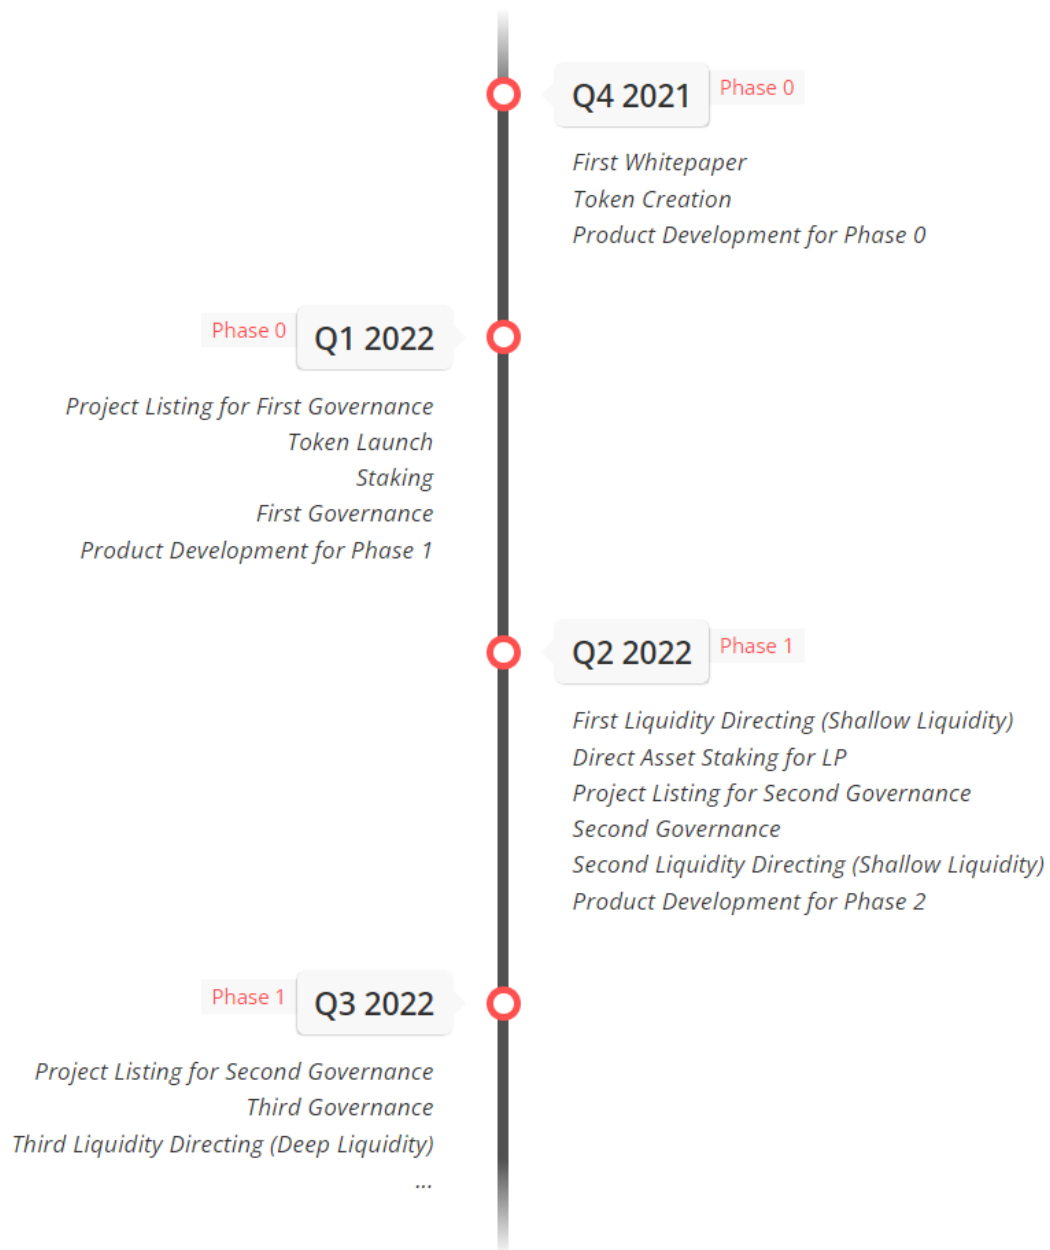 Q4 2021 Phase 0
First Whitepaper
Token Creation
Product Development for Phase 0
Phase 0 Q1 2022
Project Listing for First Governance
Token Launch
Staking
First Governance
Product Development for Phase 1
Q2 2022 Phase 1
First Liquidity Directing (Shallow Liquidity)
Direct Asset Staking for LP
Project Listing for Second Governance
Second Governance
Second Liquidity Directing (Shallow Liquidity)
Product Development for Phase 2
Phase 1 Q3 2022
Project Listing for Second Governance
Third Governance
Third Liquidity Directing (Deep Liquidity)
...